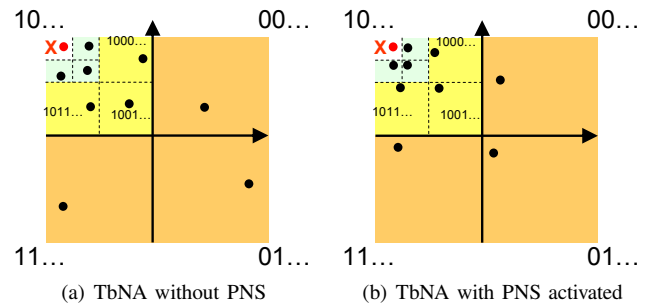 10... 00... 10... 00...
X 1000... X 1000...
1011... 1001... 1011... 1001...
11... 01... 11... 01...
(a) TbNA without PNS (b) TbNA with PNS activated